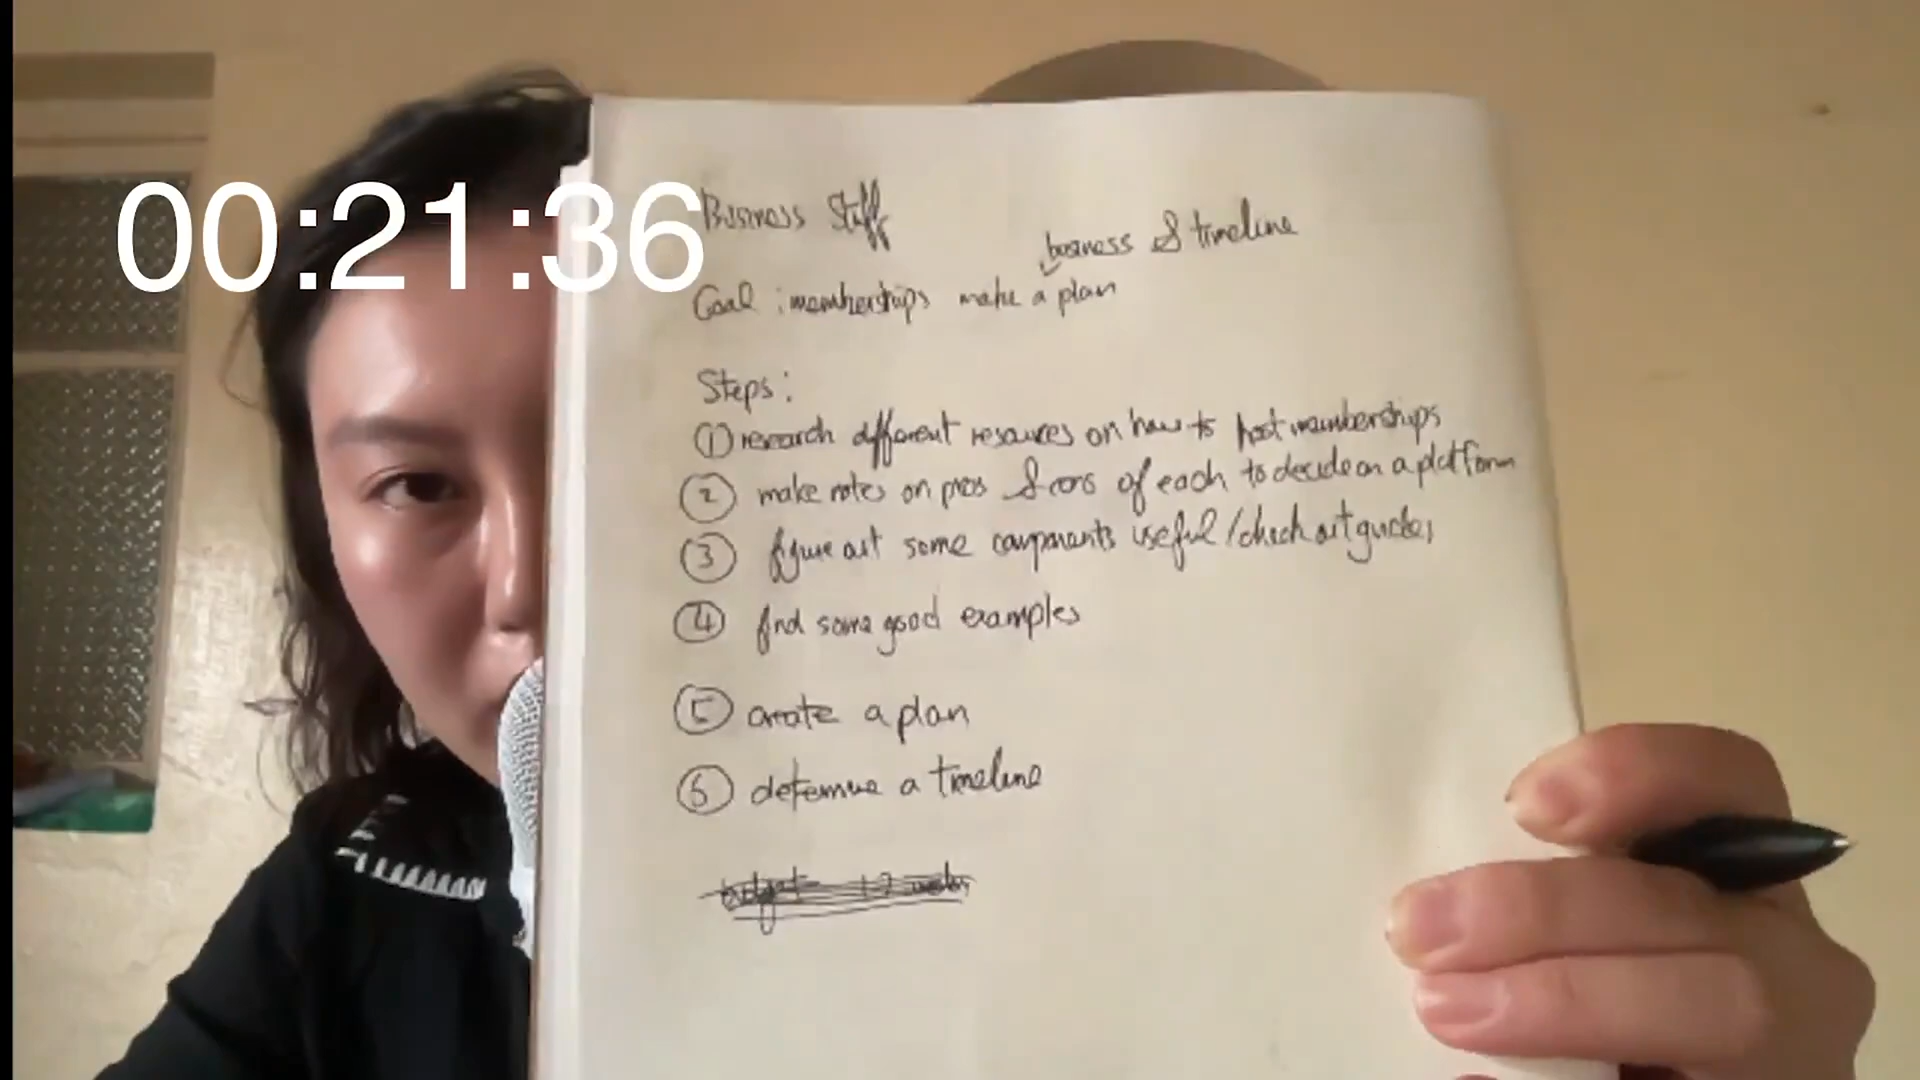 00:21:36
Business Stuff
business & timeline
Goal : memberships make a plan
Steps:
① research different resources on how to host memberships
② make notes on pros & cons of each to decide on a platform
③ figure out some components useful / check out guides
④ find some good examples
⑤ create a plan
⑥ determine a timeline